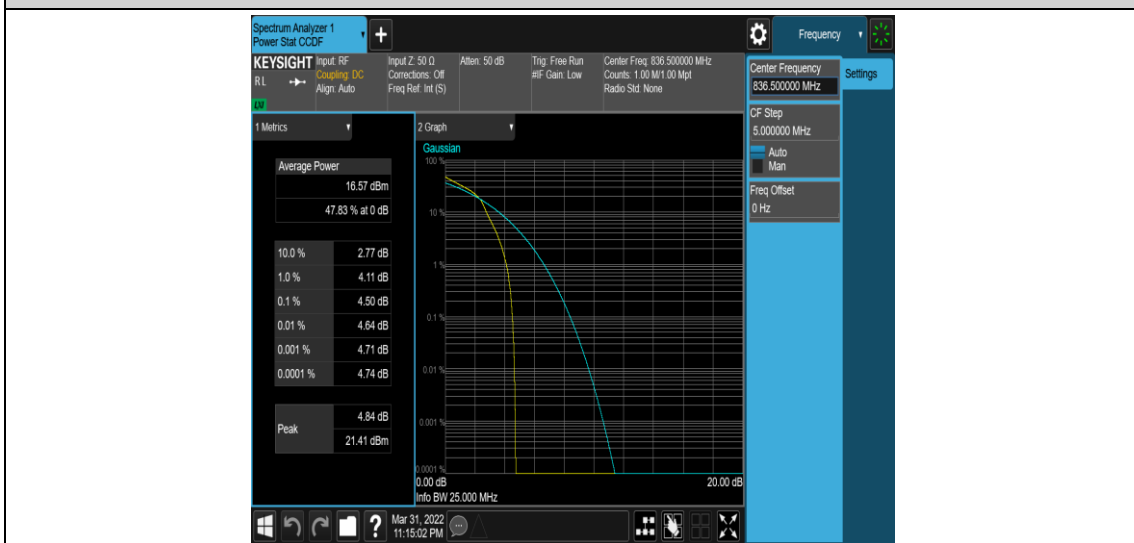 Spectrum Analyzer 1
Power Stat CCDF
Frequency
KEYSIGHT
RL
LXI
Input: RF
Coupling: DC
Align: Auto
Input Z: 50 Ω
Corrections: Off
Freq Ref: Int (S)
Atten: 50 dB
Trig: Free Run
#IF Gain: Low
Center Freq: 836.500000 MHz
Counts: 1.00 M/1.00 Mpt
Radio Std: None
Center Frequency
836.500000 MHz
Settings
CF Step
5.000000 MHz
Auto
Man
Freq Offset
0 Hz
1 Metrics
Average Power
16.57 dBm
47.83 % at 0 dB
10.0 % 2.77 dB
1.0 % 4.11 dB
0.1 % 4.50 dB
0.01 % 4.64 dB
0.001 % 4.71 dB
0.0001 % 4.74 dB
Peak
4.84 dB
21.41 dBm
2 Graph
Gaussian
100 %
10 %
1 %
0.1 %
0.01 %
0.001 %
0.0001 %
0.00 dB 20.00 dB
Info BW 25.000 MHz
?
Mar 31, 2022
11:15:02 PM